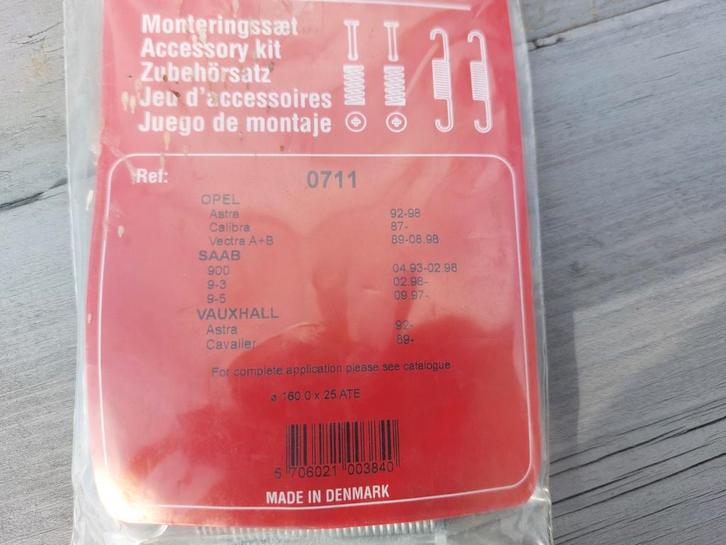 Monteringssæt
Accessory kit
Zubehörsatz
Jeu d'accessoires
Juego de montaje
Ref: 0711
OPEL
Astra 92-98
Calibra 87-
Vectra A+B 89-08.98
SAAB
900 04.93-02.98
9-3 02.98-
9-5 09.97-
VAUXHALL
Astra 92-
Cavalier 89-
For complete application please see catalogue
ø 160.0 x 25 ATE
5 706021 003840
MADE IN DENMARK